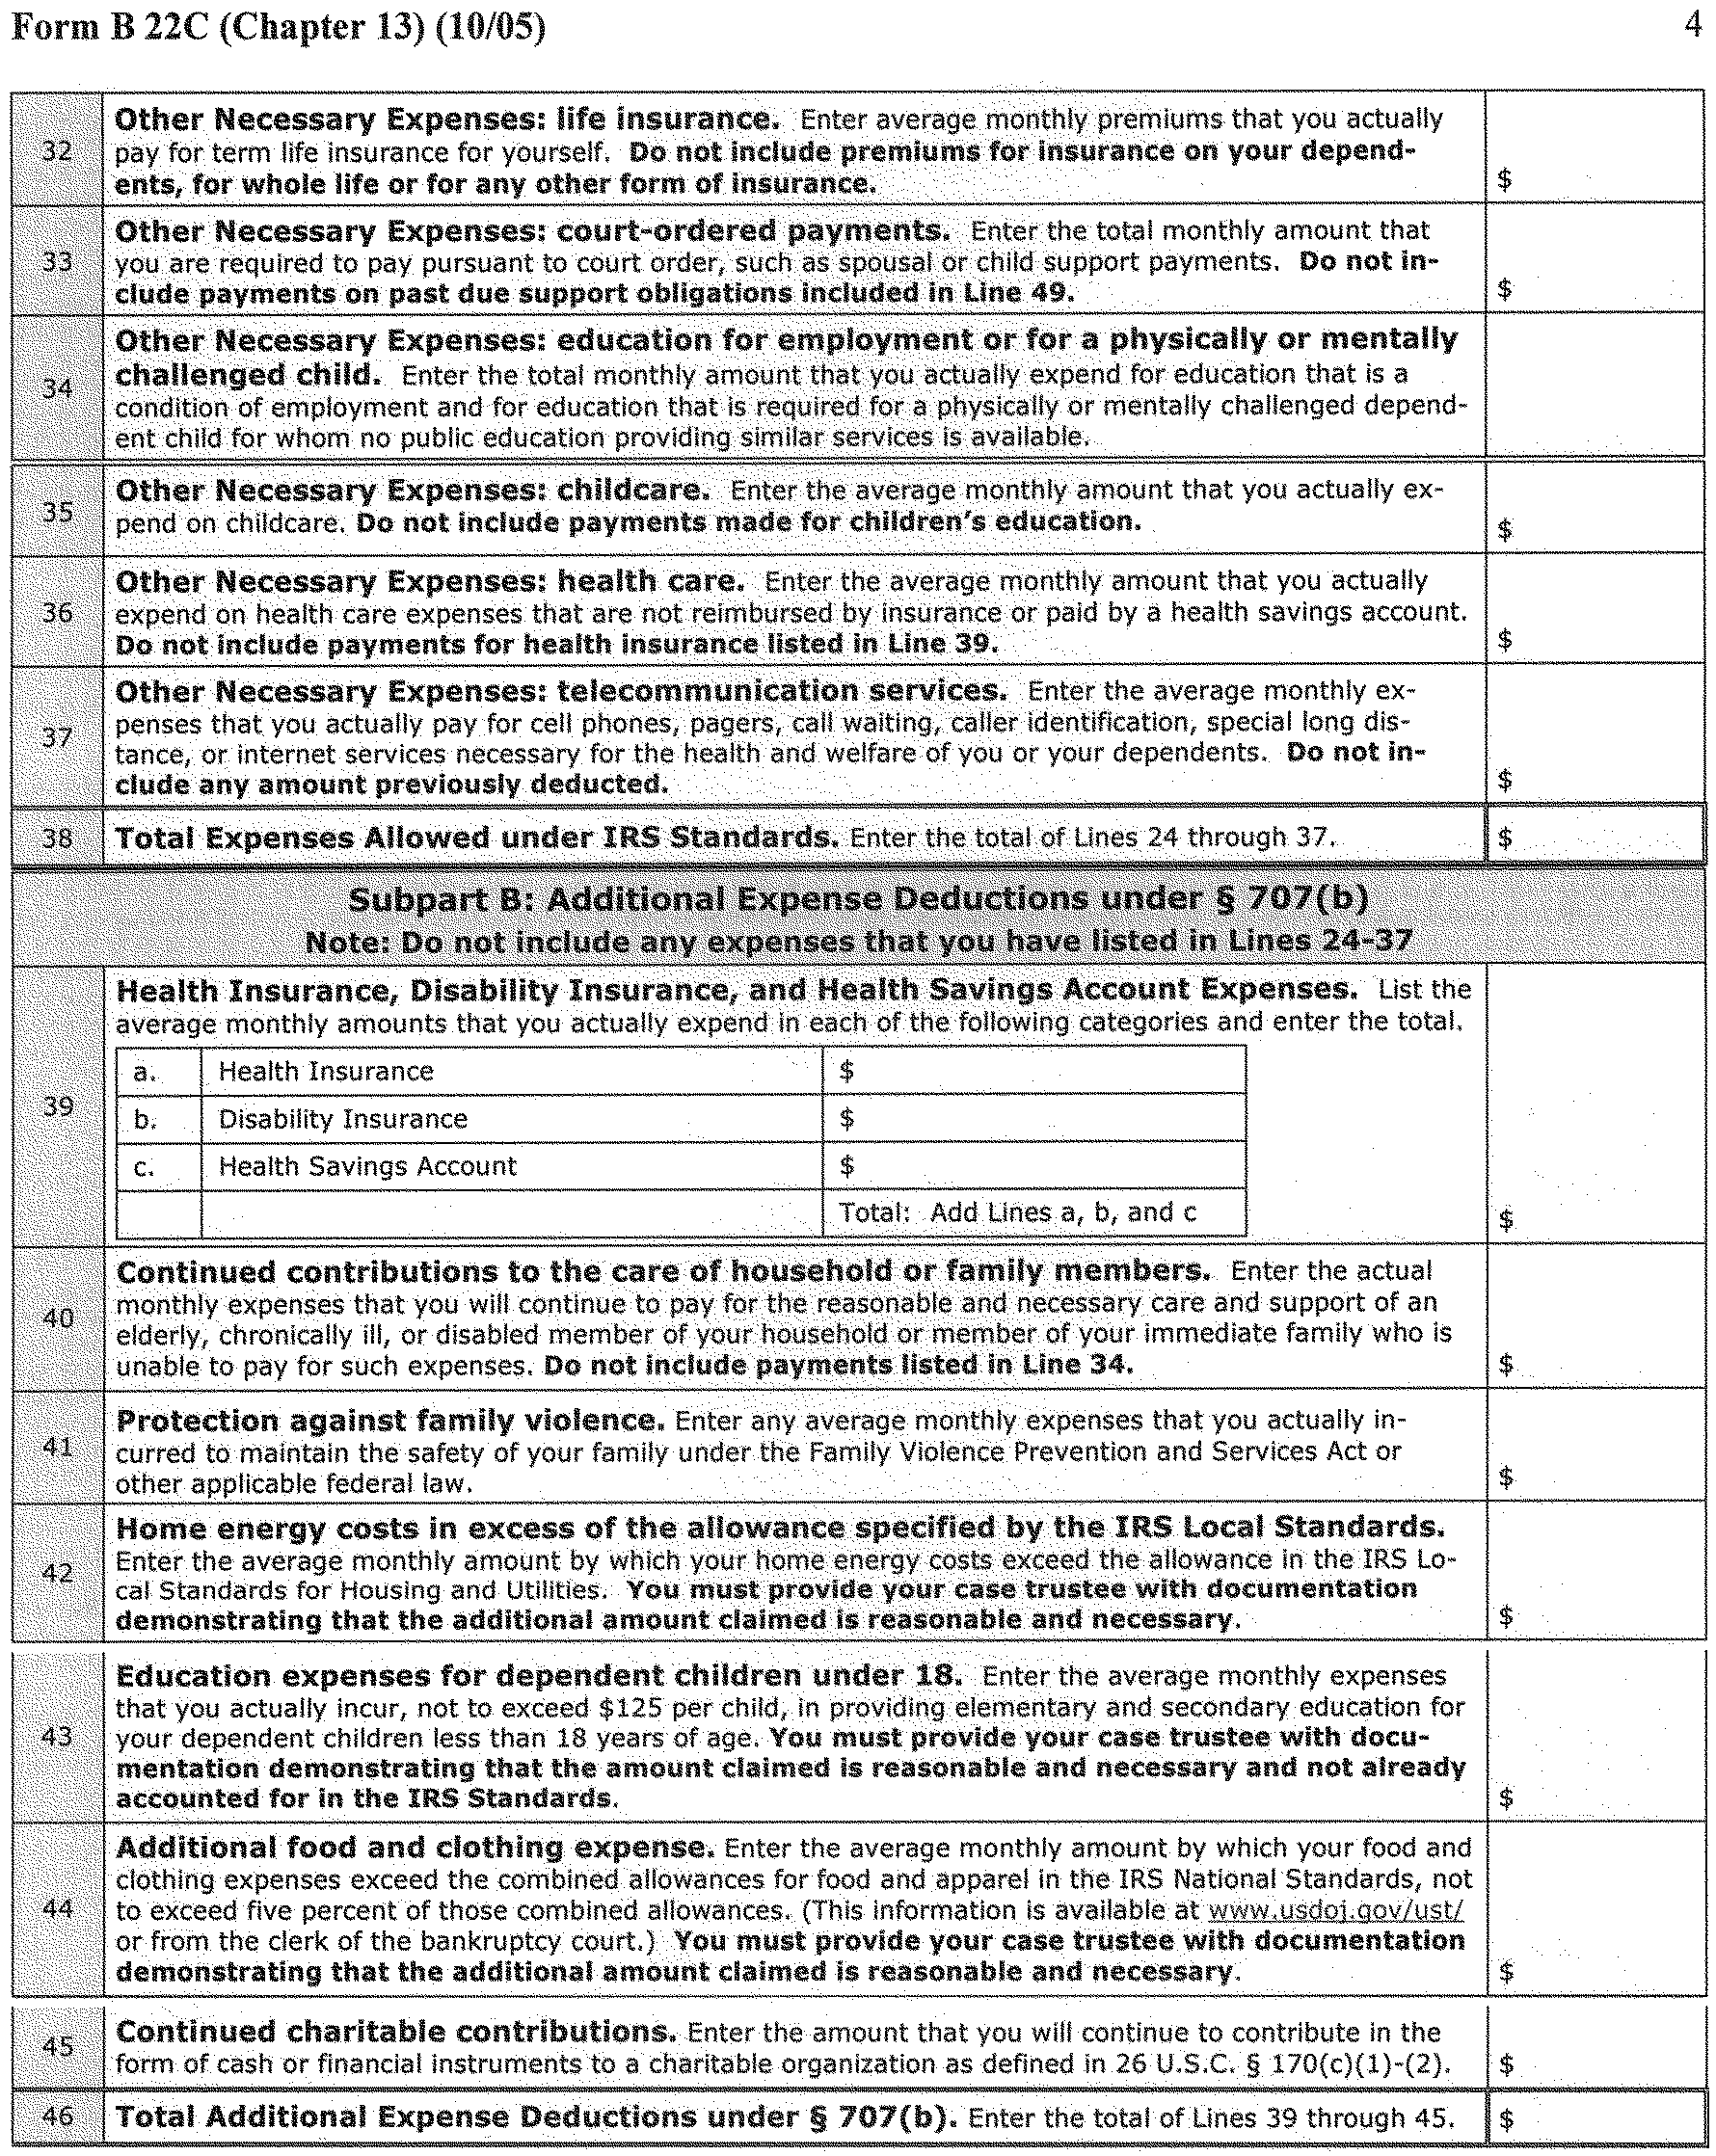 Form B 22C (Chapter 13) (10/05) 4
32 Other Necessary Expenses: life insurance. Enter average monthly premiums that you actually
pay for term life insurance for yourself. Do not include premiums for insurance on your depend-
ents, for whole life or for any other form of insurance. $
33 Other Necessary Expenses: court-ordered payments. Enter the total monthly amount that
you are required to pay pursuant to court order, such as spousal or child support payments. Do not in-
clude payments on past due support obligations included in Line 49. $
34 Other Necessary Expenses: education for employment or for a physically or mentally
challenged child. Enter the total monthly amount that you actually expend for education that is a
condition of employment and for education that is required for a physically or mentally challenged depend-
ent child for whom no public education providing similar services is available.
35 Other Necessary Expenses: childcare. Enter the average monthly amount that you actually ex-
pend on childcare. Do not include payments made for children's education. $
36 Other Necessary Expenses: health care. Enter the average monthly amount that you actually
expend on health care expenses that are not reimbursed by insurance or paid by a health savings account.
Do not include payments for health insurance listed in Line 39. $
37 Other Necessary Expenses: telecommunication services. Enter the average monthly ex-
penses that you actually pay for cell phones, pagers, call waiting, caller identification, special long dis-
tance, or internet services necessary for the health and welfare of you or your dependents. Do not in-
clude any amount previously deducted. $
38 Total Expenses Allowed under IRS Standards. Enter the total of Lines 24 through 37. $
Subpart B: Additional Expense Deductions under § 707(b)
Note: Do not include any expenses that you have listed in Lines 24-37
39 Health Insurance, Disability Insurance, and Health Savings Account Expenses. List the
average monthly amounts that you actually expend in each of the following categories and enter the total.
a. Health Insurance $
b. Disability Insurance $
c. Health Savings Account $
Total: Add Lines a, b, and c $
40 Continued contributions to the care of household or family members. Enter the actual
monthly expenses that you will continue to pay for the reasonable and necessary care and support of an
elderly, chronically ill, or disabled member of your household or member of your immediate family who is
unable to pay for such expenses. Do not include payments listed in Line 34. $
41 Protection against family violence. Enter any average monthly expenses that you actually in-
curred to maintain the safety of your family under the Family Violence Prevention and Services Act or
other applicable federal law. $
42 Home energy costs in excess of the allowance specified by the IRS Local Standards.
Enter the average monthly amount by which your home energy costs exceed the allowance in the IRS Lo-
cal Standards for Housing and Utilities. You must provide your case trustee with documentation
demonstrating that the additional amount claimed is reasonable and necessary. $
43 Education expenses for dependent children under 18. Enter the average monthly expenses
that you actually incur, not to exceed $125 per child, in providing elementary and secondary education for
your dependent children less than 18 years of age. You must provide your case trustee with docu-
mentation demonstrating that the amount claimed is reasonable and necessary and not already
accounted for in the IRS Standards. $
44 Additional food and clothing expense. Enter the average monthly amount by which your food and
clothing expenses exceed the combined allowances for food and apparel in the IRS National Standards, not
to exceed five percent of those combined allowances. (This information is available at www.usdoj.gov/ust/
or from the clerk of the bankruptcy court.) You must provide your case trustee with documentation
demonstrating that the additional amount claimed is reasonable and necessary. $
45 Continued charitable contributions. Enter the amount that you will continue to contribute in the
form of cash or financial instruments to a charitable organization as defined in 26 U.S.C. § 170(c)(1)-(2). $
46 Total Additional Expense Deductions under § 707(b). Enter the total of Lines 39 through 45. $